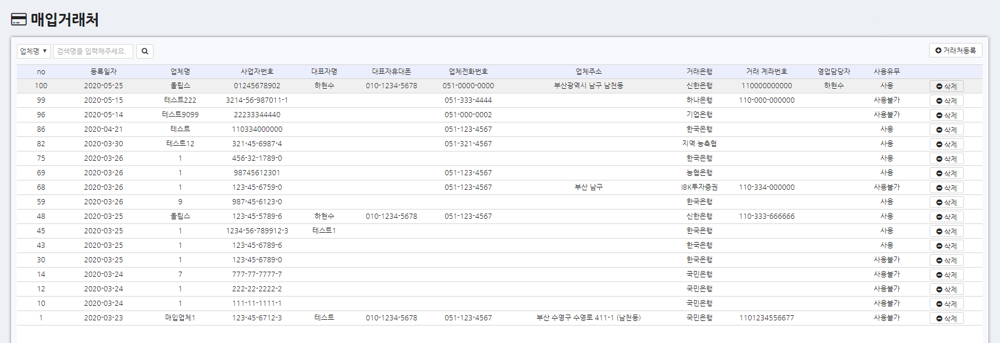 매입거래처
업체명 ▼ 검색명을 입력해주세요. 거래처등록
no 등록일자 업체명 사업자번호 대표자명 대표자휴대폰 업체전화번호 업체주소 거래은행 거래 계좌번호 영업담당자 사용유무
100 2020-05-25 올립스 01245678902 하현수 010-1234-5678 051-0000-0000 부산광역시 남구 남천동 신한은행 110000000000 하현수 사용 삭제
99 2020-05-15 테스트222 3214-56-987011-1 051-333-4444 하나은행 110-000-000000 사용불가 삭제
96 2020-05-14 테스트9099 22233344440 051-000-0002 기업은행 사용불가 삭제
86 2020-04-21 테스트 110334000000 051-123-4567 한국은행 사용 삭제
82 2020-03-30 테스트12 321-45-6987-4 051-321-4567 지역 농축협 사용 삭제
75 2020-03-26 1 456-32-1789-0 한국은행 사용 삭제
69 2020-03-26 1 98745612301 051-123-4567 농협은행 사용 삭제
68 2020-03-26 1 123-45-6759-0 051-123-4567 부산 남구 IBK투자증권 110-334-000000 사용불가 삭제
59 2020-03-26 9 987-45-6123-0 한국은행 사용 삭제
48 2020-03-25 올립스 123-45-5789-6 하현수 010-1234-5678 051-123-4567 신한은행 110-333-666666 사용 삭제
45 2020-03-25 1 1234-56-789912-3 테스트1 한국은행 사용 삭제
43 2020-03-25 1 123-45-6789-6 한국은행 사용 삭제
30 2020-03-25 1 123-45-6789-0 한국은행 사용불가 삭제
14 2020-03-24 7 777-77-7777-7 국민은행 사용불가 삭제
12 2020-03-24 1 222-22-2222-2 국민은행 사용불가 삭제
10 2020-03-24 1 111-11-1111-1 국민은행 사용불가 삭제
1 2020-03-23 매입업체1 123-45-6712-3 테스트 010-1234-5678 051-123-4567 부산 수영구 수영로 411-1 (남천동) 국민은행 1101234556677 사용불가 삭제